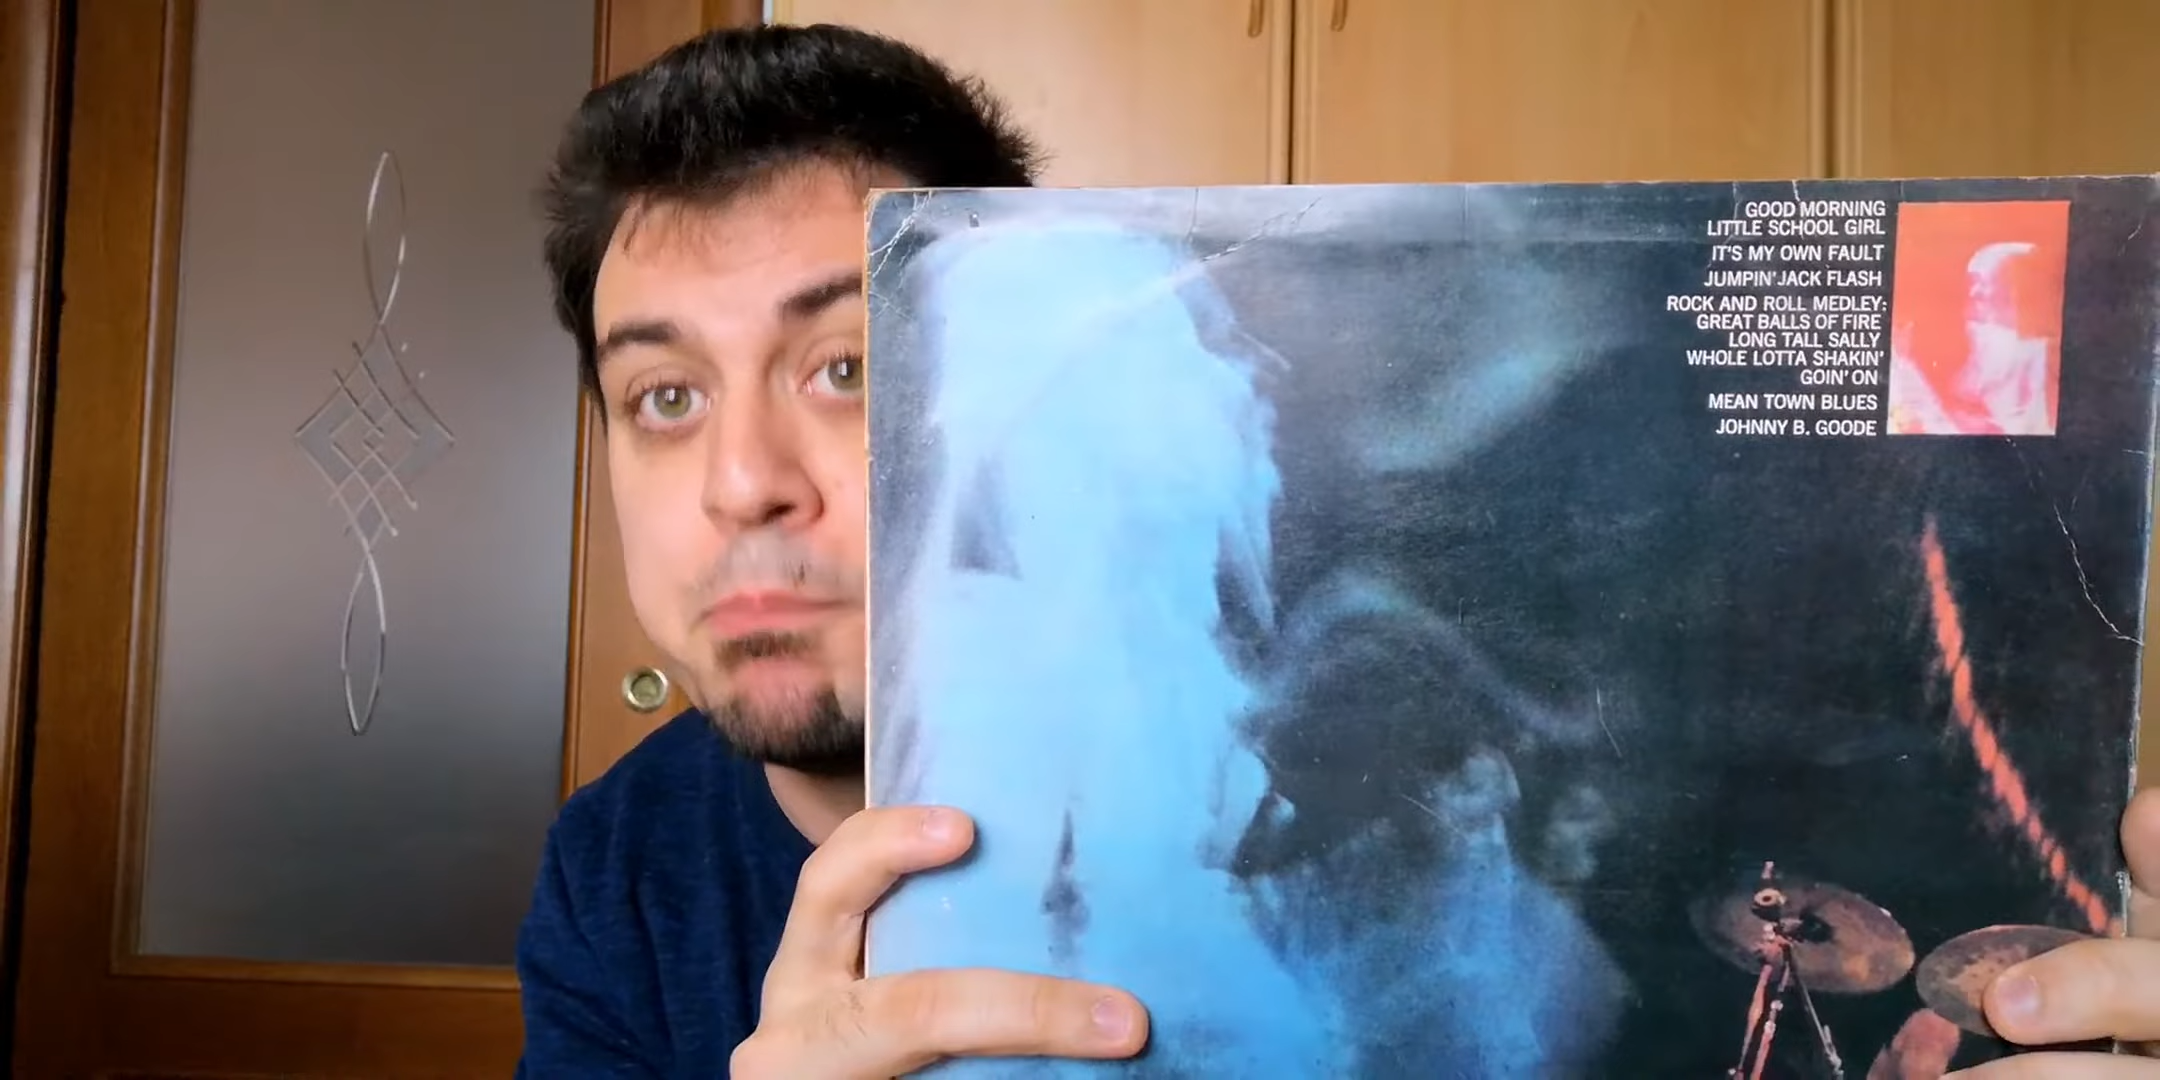 GOOD MORNING
LITTLE SCHOOL GIRL
IT'S MY OWN FAULT
JUMPIN' JACK FLASH
ROCK AND ROLL MEDLEY:
GREAT BALLS OF FIRE
LONG TALL SALLY
WHOLE LOTTA SHAKIN'
GOIN' ON
MEAN TOWN BLUES
JOHNNY B. GOODE